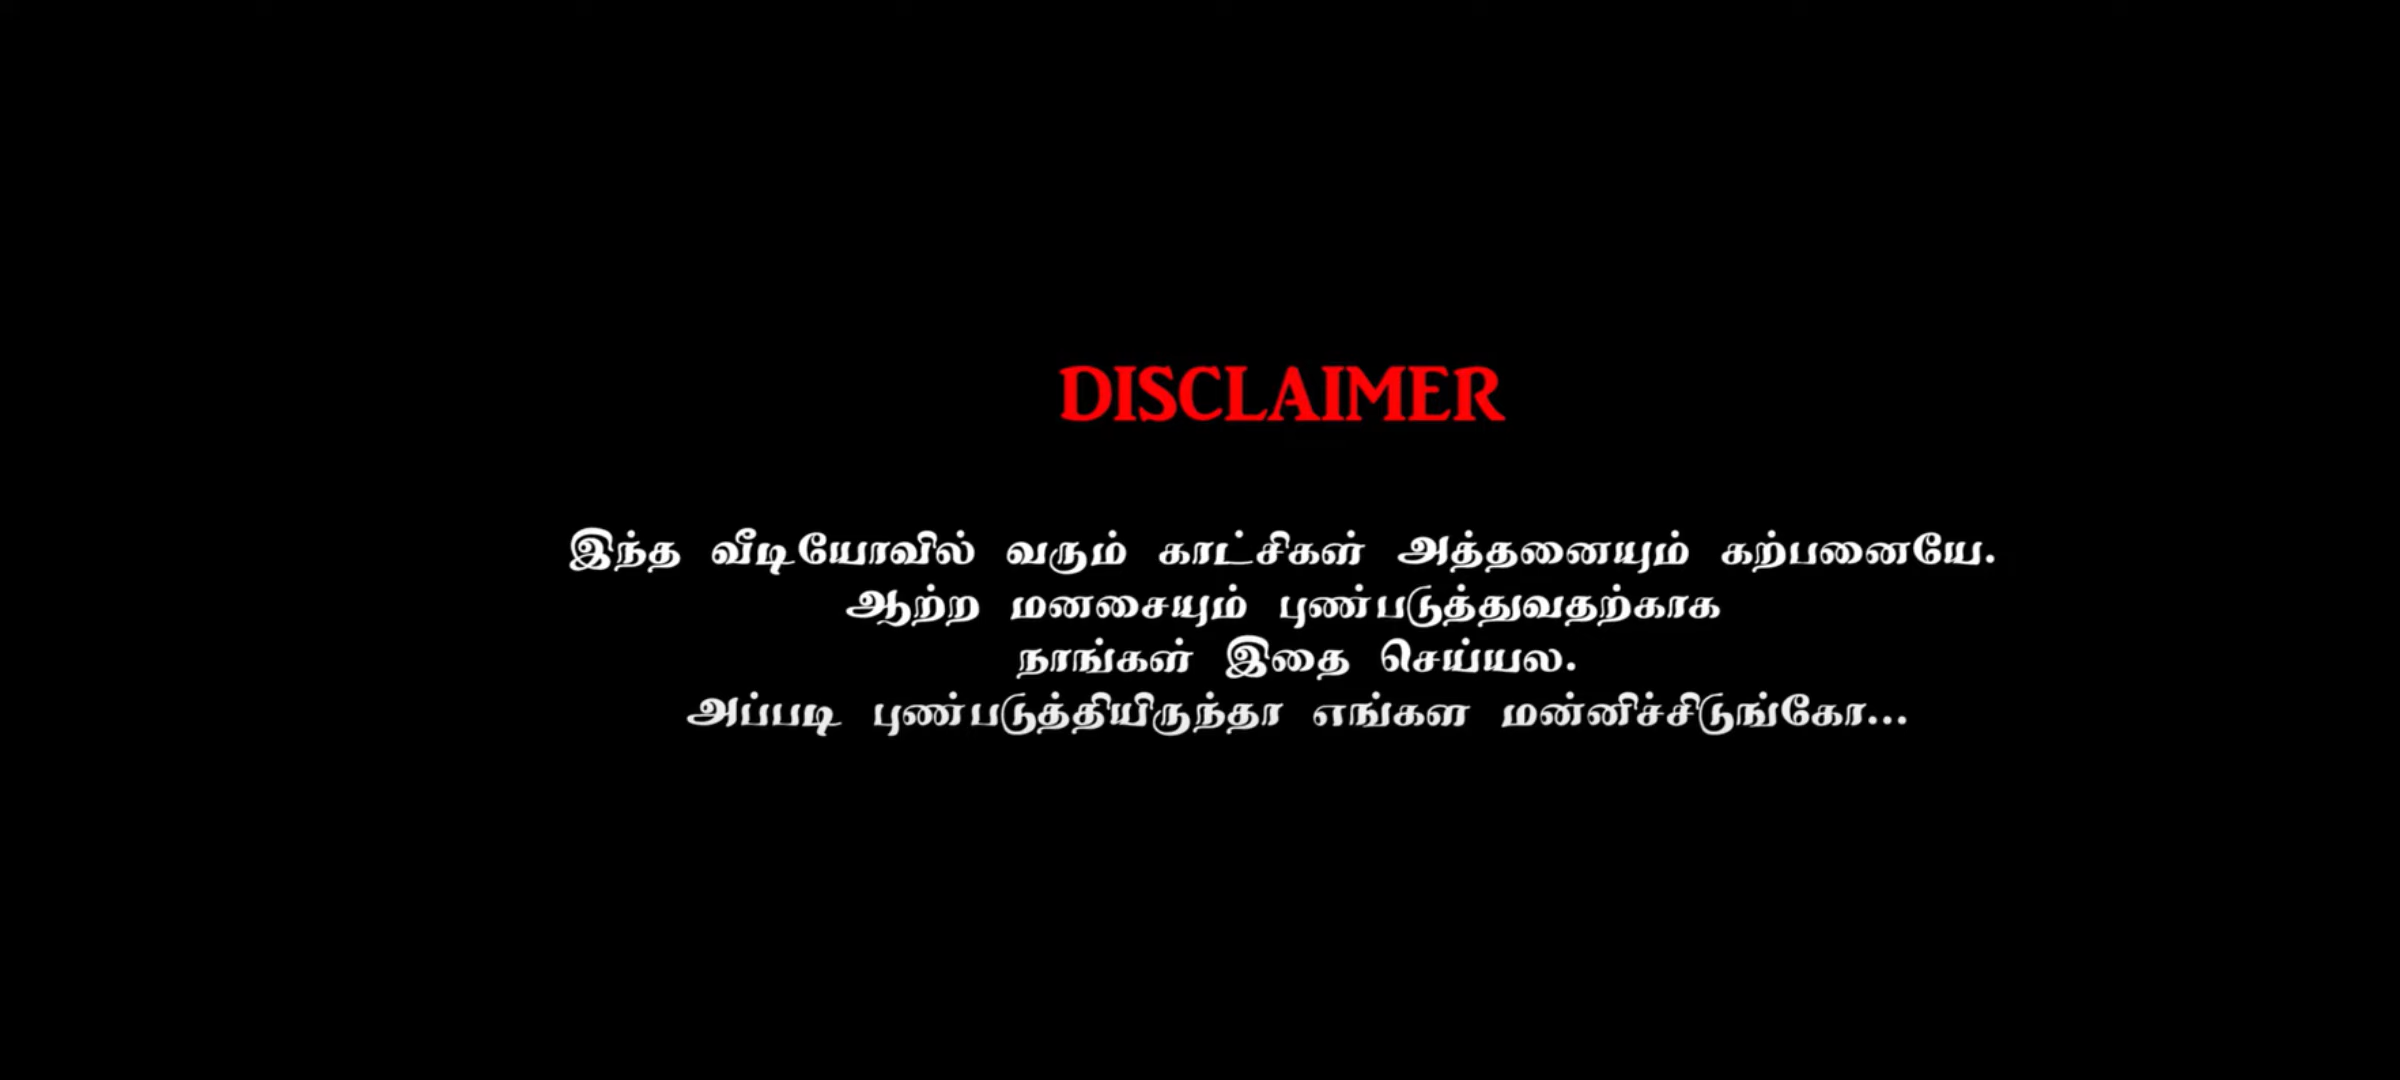 DISCLAIMER
இந்த வீடியோவில் வரும் காட்சிகள் அத்தனையும் கற்பனையே.
ஆற்ற மனசையும் புண்படுத்துவதற்காக
நாங்கள் இதை செய்யல.
அப்படி புண்படுத்தியிருந்தா எங்கள மன்னிச்சிடுங்கோ...